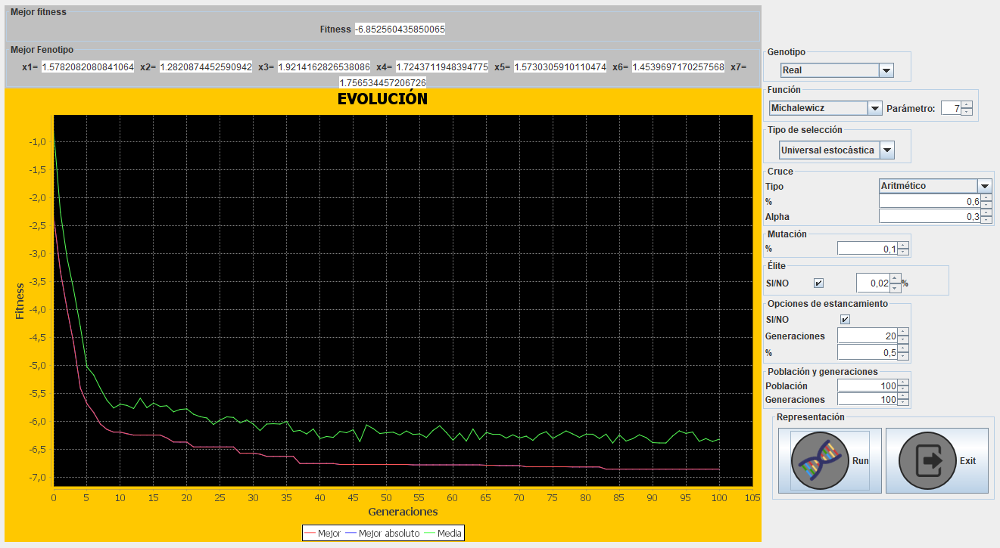 Mejor fitness
Fitness -6.852560435850065
Mejor Fenotipo
x1= 1.5782082080841064 x2= 1.2820874452590942 x3= 1.9214162826538086 x4= 1.7243711948394775 x5= 1.5730305910110474 x6= 1.4539697170257568 x7=
1.756534457206726
EVOLUCIÓN
Fitness
-1,0
-1,5
-2,0
-2,5
-3,0
-3,5
-4,0
-4,5
-5,0
-5,5
-6,0
-6,5
-7,0
0 5 10 15 20 25 30 35 40 45 50 55 60 65 70 75 80 85 90 95 100 105
Generaciones
Mejor Mejor absoluto Media
Genotipo
Real
Función
Michalewicz Parámetro: 7
Tipo de selección
Universal estocástica
Cruce
Tipo Aritmético
% 0,6
Alpha 0,3
Mutación
% 0,1
Élite
SI/NO 0,02 %
Opciones de estancamiento
SI/NO
Generaciones 20
% 0,5
Población y generaciones
Población 100
Generaciones 100
Representación
Run Exit